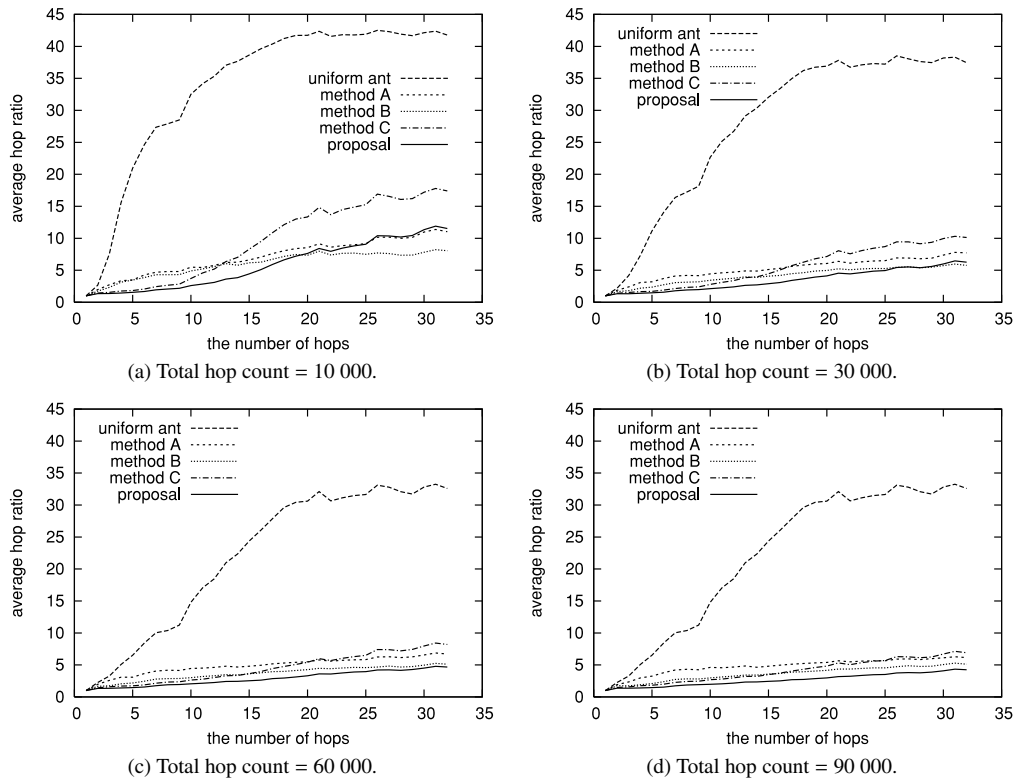 45
40
35
30
25
20
15
10
5
0
average hop ratio
uniform ant
method A
method B
method C
proposal
0 5 10 15 20 25 30 35
the number of hops
(a) Total hop count = 10 000.
45
40
35
30
25
20
15
10
5
0
average hop ratio
uniform ant
method A
method B
method C
proposal
0 5 10 15 20 25 30 35
the number of hops
(b) Total hop count = 30 000.
45
40
35
30
25
20
15
10
5
0
average hop ratio
uniform ant
method A
method B
method C
proposal
0 5 10 15 20 25 30 35
the number of hops
(c) Total hop count = 60 000.
45
40
35
30
25
20
15
10
5
0
average hop ratio
uniform ant
method A
method B
method C
proposal
0 5 10 15 20 25 30 35
the number of hops
(d) Total hop count = 90 000.